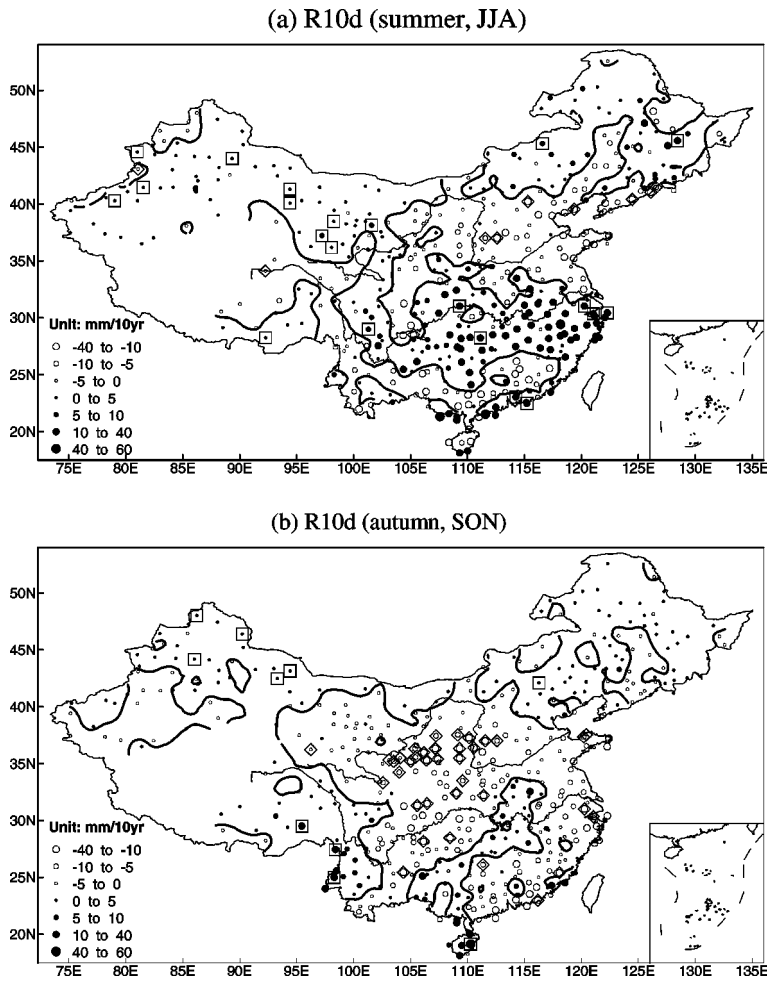 (a) R10d (summer, JJA)
50N
45N
40N
35N
30N
25N
20N
Unit: mm/10yr
-40 to -10
-10 to -5
-5 to 0
0 to 5
5 to 10
10 to 40
40 to 60
75E 80E 85E 90E 95E 100E 105E 110E 115E 120E 125E 130E 135E
(b) R10d (autumn, SON)
50N
45N
40N
35N
30N
25N
20N
Unit: mm/10yr
-40 to -10
-10 to -5
-5 to 0
0 to 5
5 to 10
10 to 40
40 to 60
75E 80E 85E 90E 95E 100E 105E 110E 115E 120E 125E 130E 135E